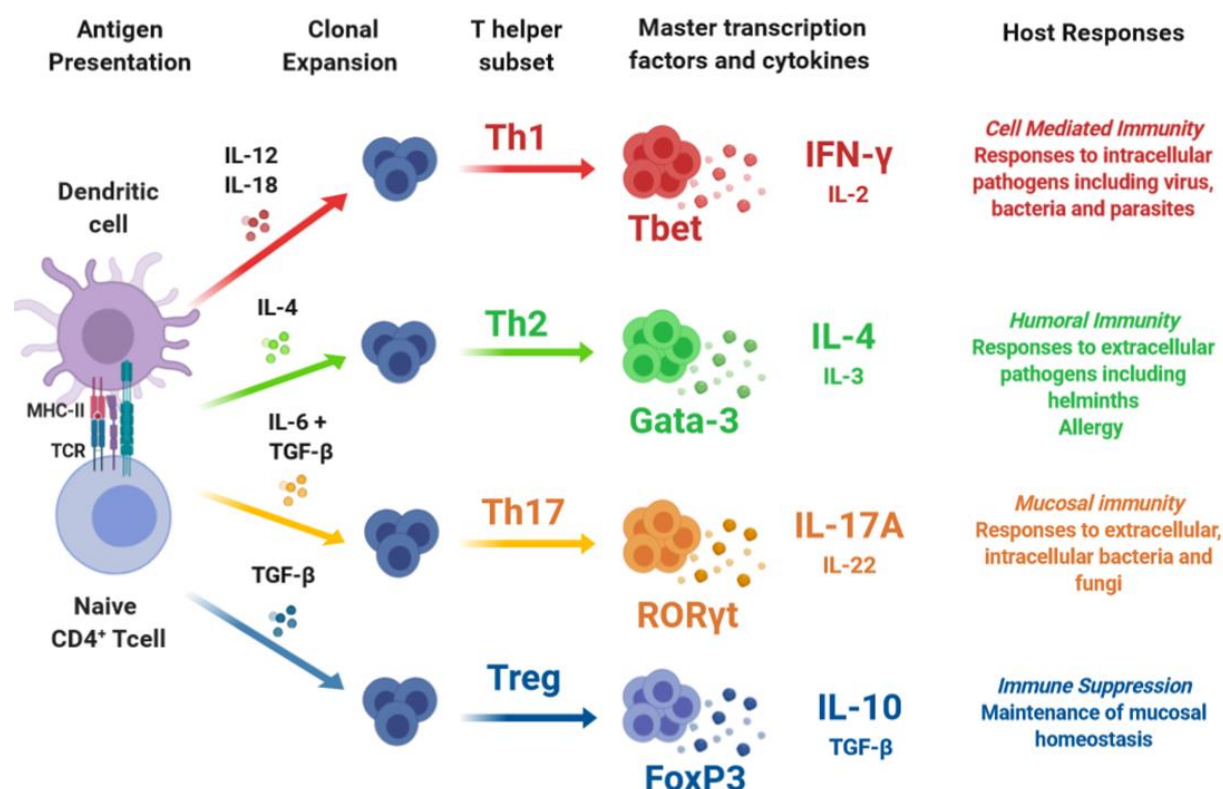 Antigen
Presentation
Clonal
Expansion
T helper
subset
Master transcription
factors and cytokines
Host Responses
Dendritic
cell
MHC-II
TCR
Naive
CD4⁺ Tcell
IL-12
IL-18
Th1
Tbet
IFN-γ
IL-2
Cell Mediated Immunity
Responses to intracellular
pathogens including virus,
bacteria and parasites
IL-4
Th2
Gata-3
IL-4
IL-3
Humoral Immunity
Responses to extracellular
pathogens including
helminths
Allergy
IL-6 +
TGF-β
Th17
RORγt
IL-17A
IL-22
Mucosal immunity
Responses to extracellular,
intracellular bacteria and
fungi
TGF-β
Treg
FoxP3
IL-10
TGF-β
Immune Suppression
Maintenance of mucosal
homeostasis